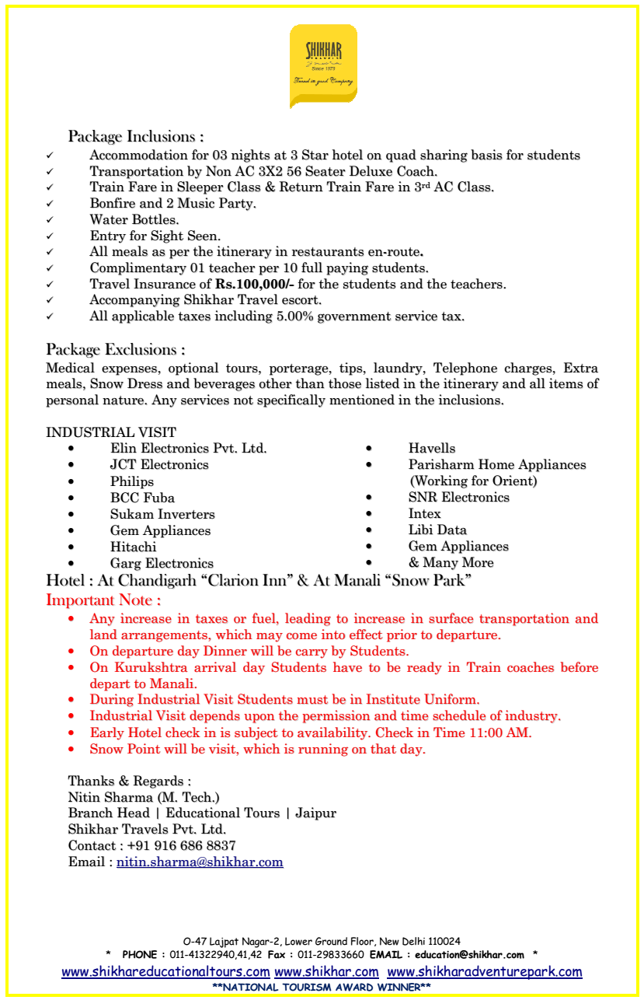 SHIKHAR
TRAVELS
Since 1979
Travel in good Company
Package Inclusions :
✓ Accommodation for 03 nights at 3 Star hotel on quad sharing basis for students
✓ Transportation by Non AC 3X2 56 Seater Deluxe Coach.
✓ Train Fare in Sleeper Class & Return Train Fare in 3rd AC Class.
✓ Bonfire and 2 Music Party.
✓ Water Bottles.
✓ Entry for Sight Seen.
✓ All meals as per the itinerary in restaurants en-route.
✓ Complimentary 01 teacher per 10 full paying students.
✓ Travel Insurance of Rs.100,000/- for the students and the teachers.
✓ Accompanying Shikhar Travel escort.
✓ All applicable taxes including 5.00% government service tax.
Package Exclusions :
Medical expenses, optional tours, porterage, tips, laundry, Telephone charges, Extra
meals, Snow Dress and beverages other than those listed in the itinerary and all items of
personal nature. Any services not specifically mentioned in the inclusions.
INDUSTRIAL VISIT
• Elin Electronics Pvt. Ltd.
• JCT Electronics
• Philips
• BCC Fuba
• Sukam Inverters
• Gem Appliances
• Hitachi
• Garg Electronics
• Havells
• Parisharm Home Appliances
(Working for Orient)
• SNR Electronics
• Intex
• Libi Data
• Gem Appliances
• & Many More
Hotel : At Chandigarh “Clarion Inn” & At Manali “Snow Park”
Important Note :
• Any increase in taxes or fuel, leading to increase in surface transportation and
land arrangements, which may come into effect prior to departure.
• On departure day Dinner will be carry by Students.
• On Kurukshtra arrival day Students have to be ready in Train coaches before
depart to Manali.
• During Industrial Visit Students must be in Institute Uniform.
• Industrial Visit depends upon the permission and time schedule of industry.
• Early Hotel check in is subject to availability. Check in Time 11:00 AM.
• Snow Point will be visit, which is running on that day.
Thanks & Regards :
Nitin Sharma (M. Tech.)
Branch Head | Educational Tours | Jaipur
Shikhar Travels Pvt. Ltd.
Contact : +91 916 686 8837
Email : nitin.sharma@shikhar.com
O-47 Lajpat Nagar-2, Lower Ground Floor, New Delhi 110024
* PHONE : 011-41322940,41,42 Fax : 011-29833660 EMAIL : education@shikhar.com *
www.shikhareducationaltours.com www.shikhar.com www.shikharadventurepark.com
**NATIONAL TOURISM AWARD WINNER**